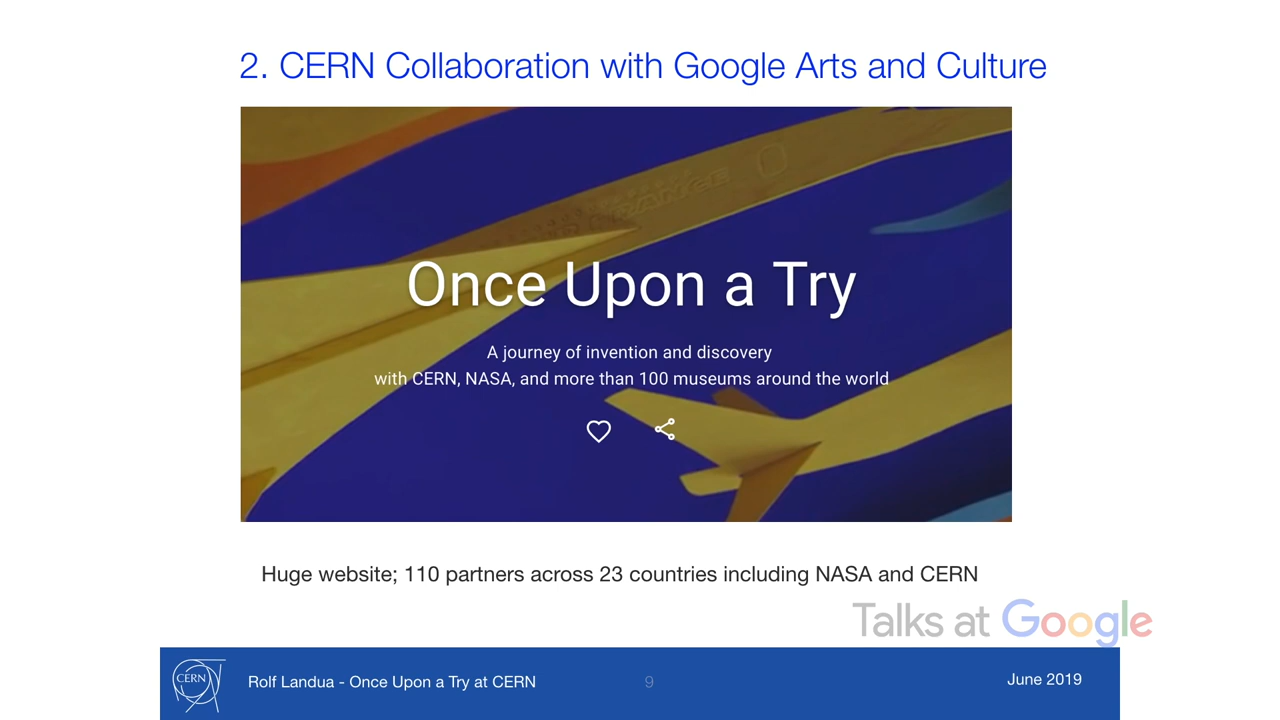 2. CERN Collaboration with Google Arts and Culture
Once Upon a Try
A journey of invention and discovery
with CERN, NASA, and more than 100 museums around the world
Huge website; 110 partners across 23 countries including NASA and CERN
Talks at Google
CERN
Rolf Landua - Once Upon a Try at CERN
9
June 2019